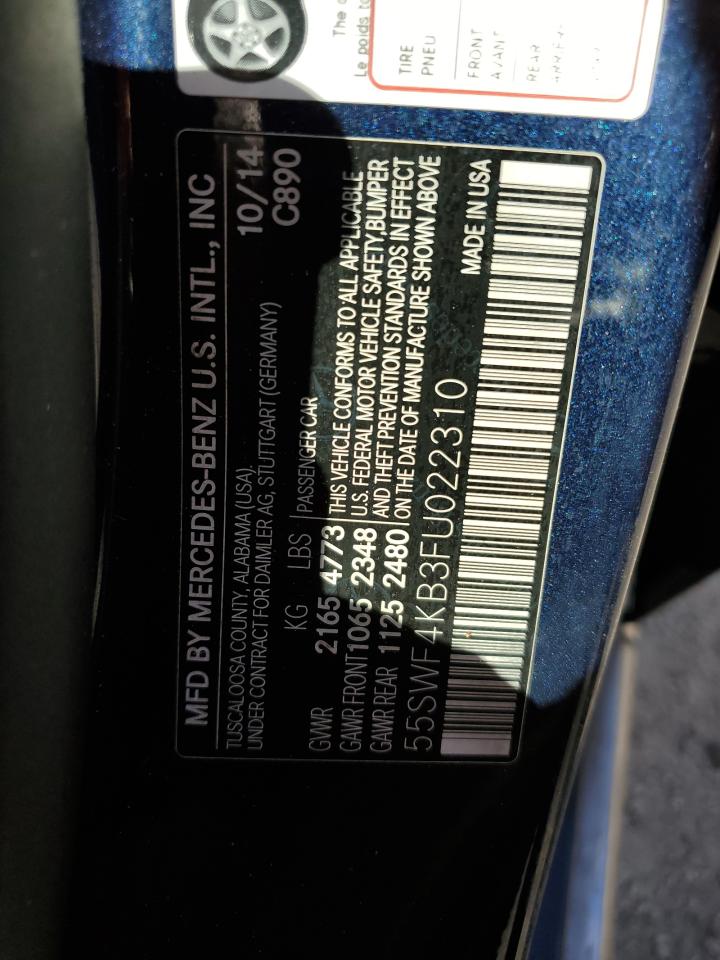 The
Le poids
TIRE
PNEU
FRONT
AVANT
REAR
MFD BY MERCEDES-BENZ U.S. INTL., INC
TUSCALOOSA COUNTY, ALABAMA (USA),
10/14
UNDER CONTRACT FOR DAIMLER AG, STUTTGART (GERMANY)
C890
KG LBS PASSENGER CAR
GVWR 2165 4773
GAWR FRONT 1065 2348
GAWR REAR 1125 2480
THIS VEHICLE CONFORMS TO ALL APPLICABLE
U.S. FEDERAL MOTOR VEHICLE SAFETY,BUMPER
AND THEFT PREVENTION STANDARDS IN EFFECT
ON THE DATE OF MANUFACTURE SHOWN ABOVE
55SWF4KB3FU022310
MADE IN USA